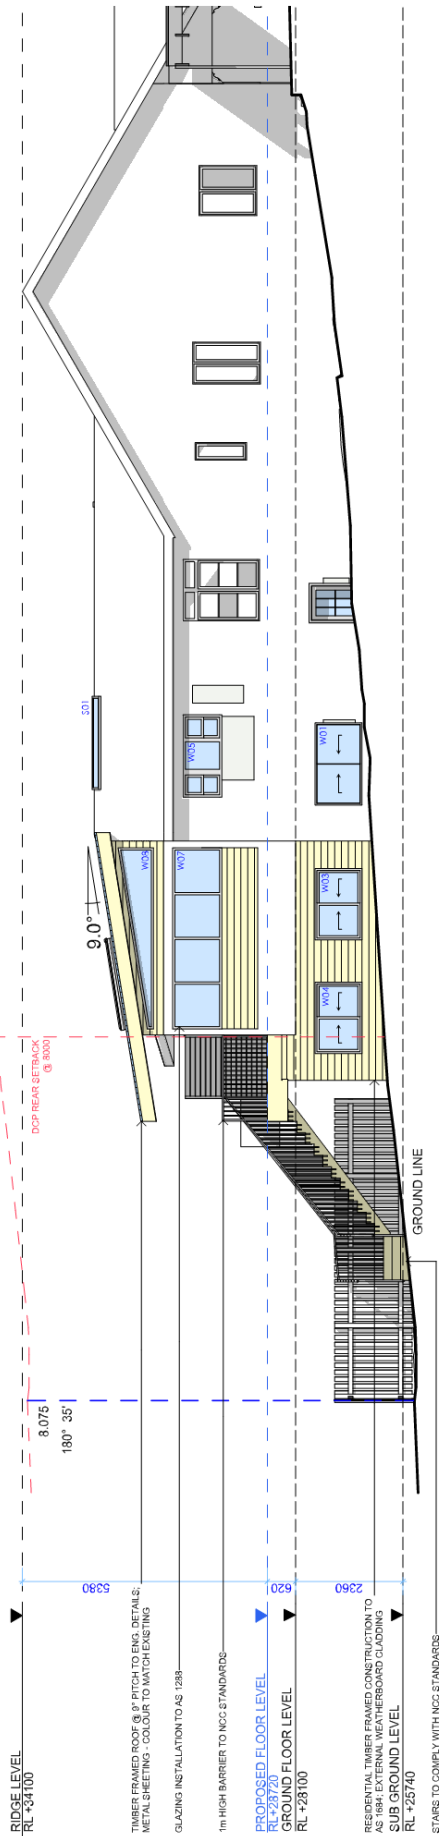 RIDGE LEVEL
RL +34100
8.075
180° 35'
DCP REAR SETBACK
@ 8000
9.0°
S01
W08
W07
W05
W01
W03
W04
TIMBER FRAMED ROOF @ 9° PITCH TO ENG. DETAILS;
METAL SHEETING - COLOUR TO MATCH EXISTING
GLAZING INSTALLATION TO AS 1288
1m HIGH BARRIER TO NCC STANDARDS
5380
620
2360
PROPOSED FLOOR LEVEL
RL+28720
GROUND FLOOR LEVEL
RL +28100
RESIDENTIAL TIMBER FRAMED CONSTRUCTION TO
AS 1684; EXTERNAL WEATHERBOARD CLADDING
SUB GROUND LEVEL
RL +25740
GROUND LINE
STAIRS TO COMPLY WITH NCC STANDARDS